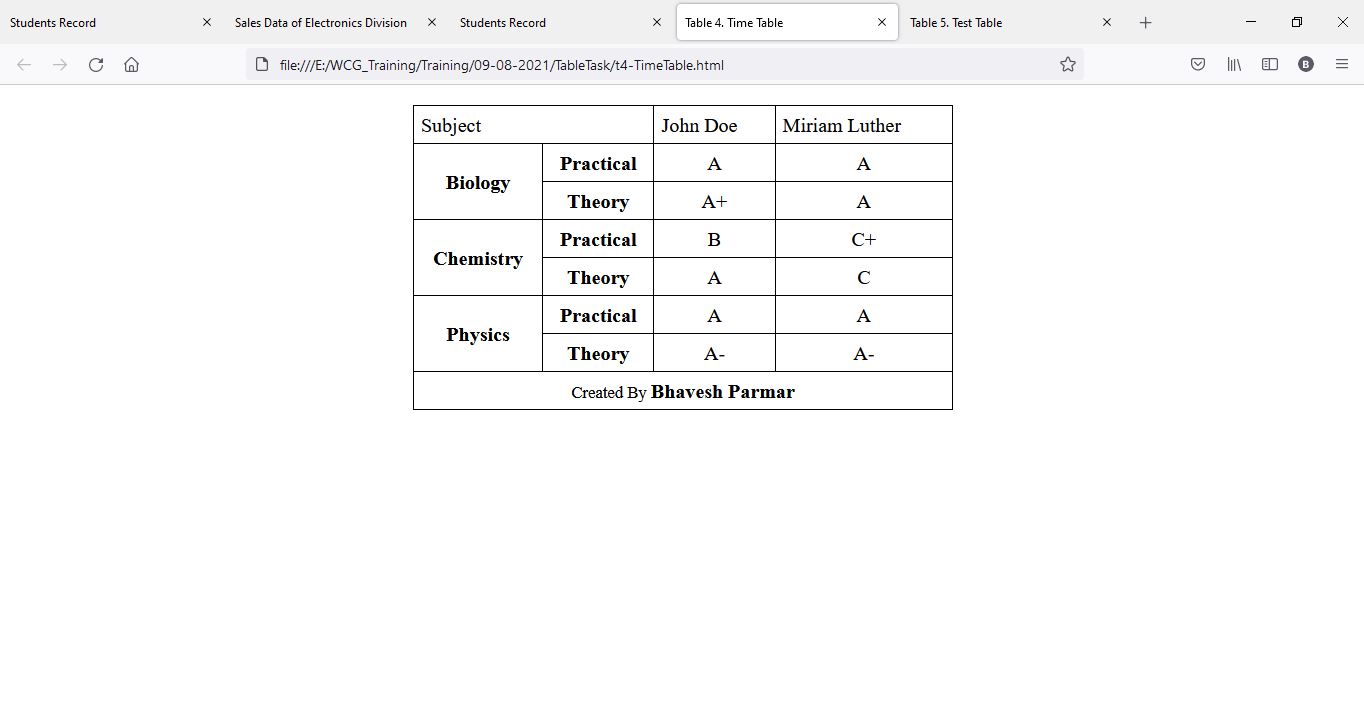 Students Record Sales Data of Electronics Division Students Record Table 4. Time Table Table 5. Test Table
file:///E:/WCG_Training/Training/09-08-2021/TableTask/t4-TimeTable.html B
Subject John Doe Miriam Luther
Biology Practical A A
Theory A+ A
Chemistry Practical B C+
Theory A C
Physics Practical A A
Theory A- A-
Created By Bhavesh Parmar